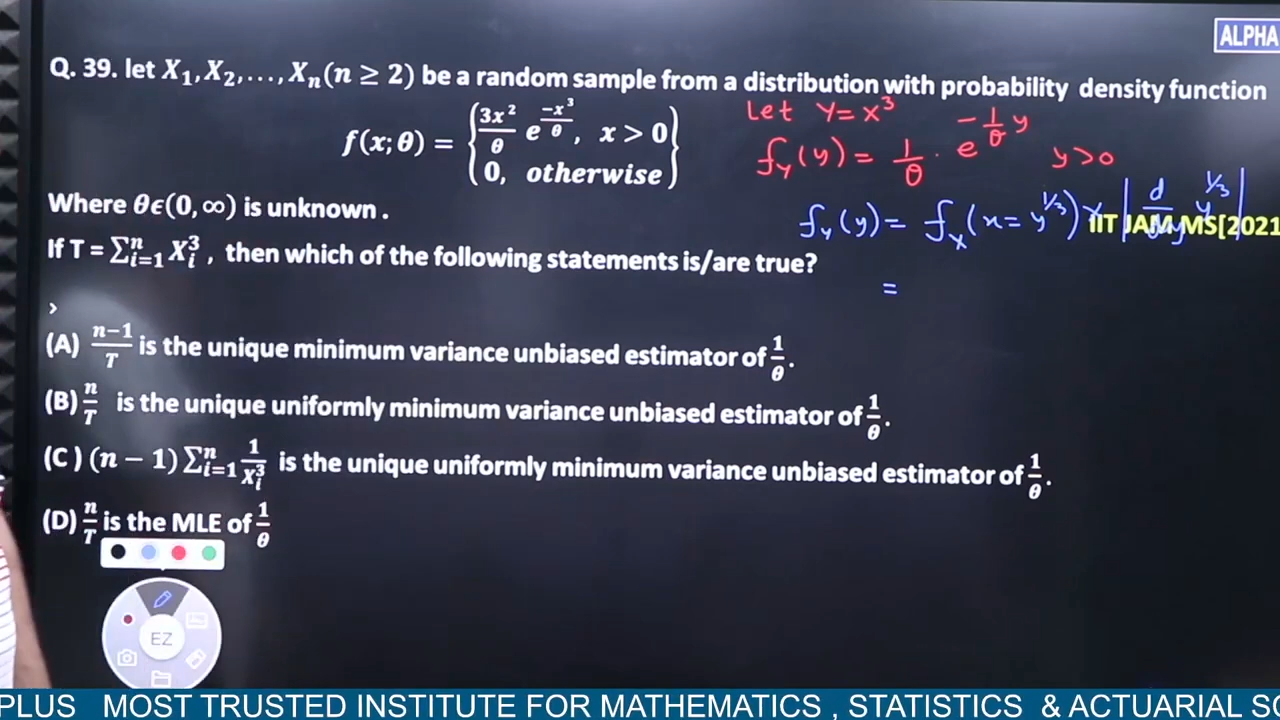 ALPHA
Q. 39. let X₁, X₂, …, Xₙ(n ≥ 2) be a random sample from a distribution with probability density function
f(x; θ) = { 3x²/θ e^(-x³/θ), x > 0
0, otherwise }
Let Y = x³
f_Y(y) = 1/θ · e^(-1/θ y) y>0
Where θϵ(0, ∞) is unknown .
f_Y(y) = f_X(x = y^(1/3)) × | d/dy y^(1/3) |
IIT JAM MS[2021
If T = ∑ⁿᵢ₌₁ Xᵢ³ , then which of the following statements is/are true?
=
›
(A) n−1/T is the unique minimum variance unbiased estimator of 1/θ.
(B) n/T is the unique uniformly minimum variance unbiased estimator of 1/θ.
(C ) (n − 1) ∑ⁿᵢ₌₁ 1/Xᵢ³ is the unique uniformly minimum variance unbiased estimator of 1/θ.
(D) n/T is the MLE of 1/θ
EZ
PLUS MOST TRUSTED INSTITUTE FOR MATHEMATICS , STATISTICS & ACTUARIAL SC